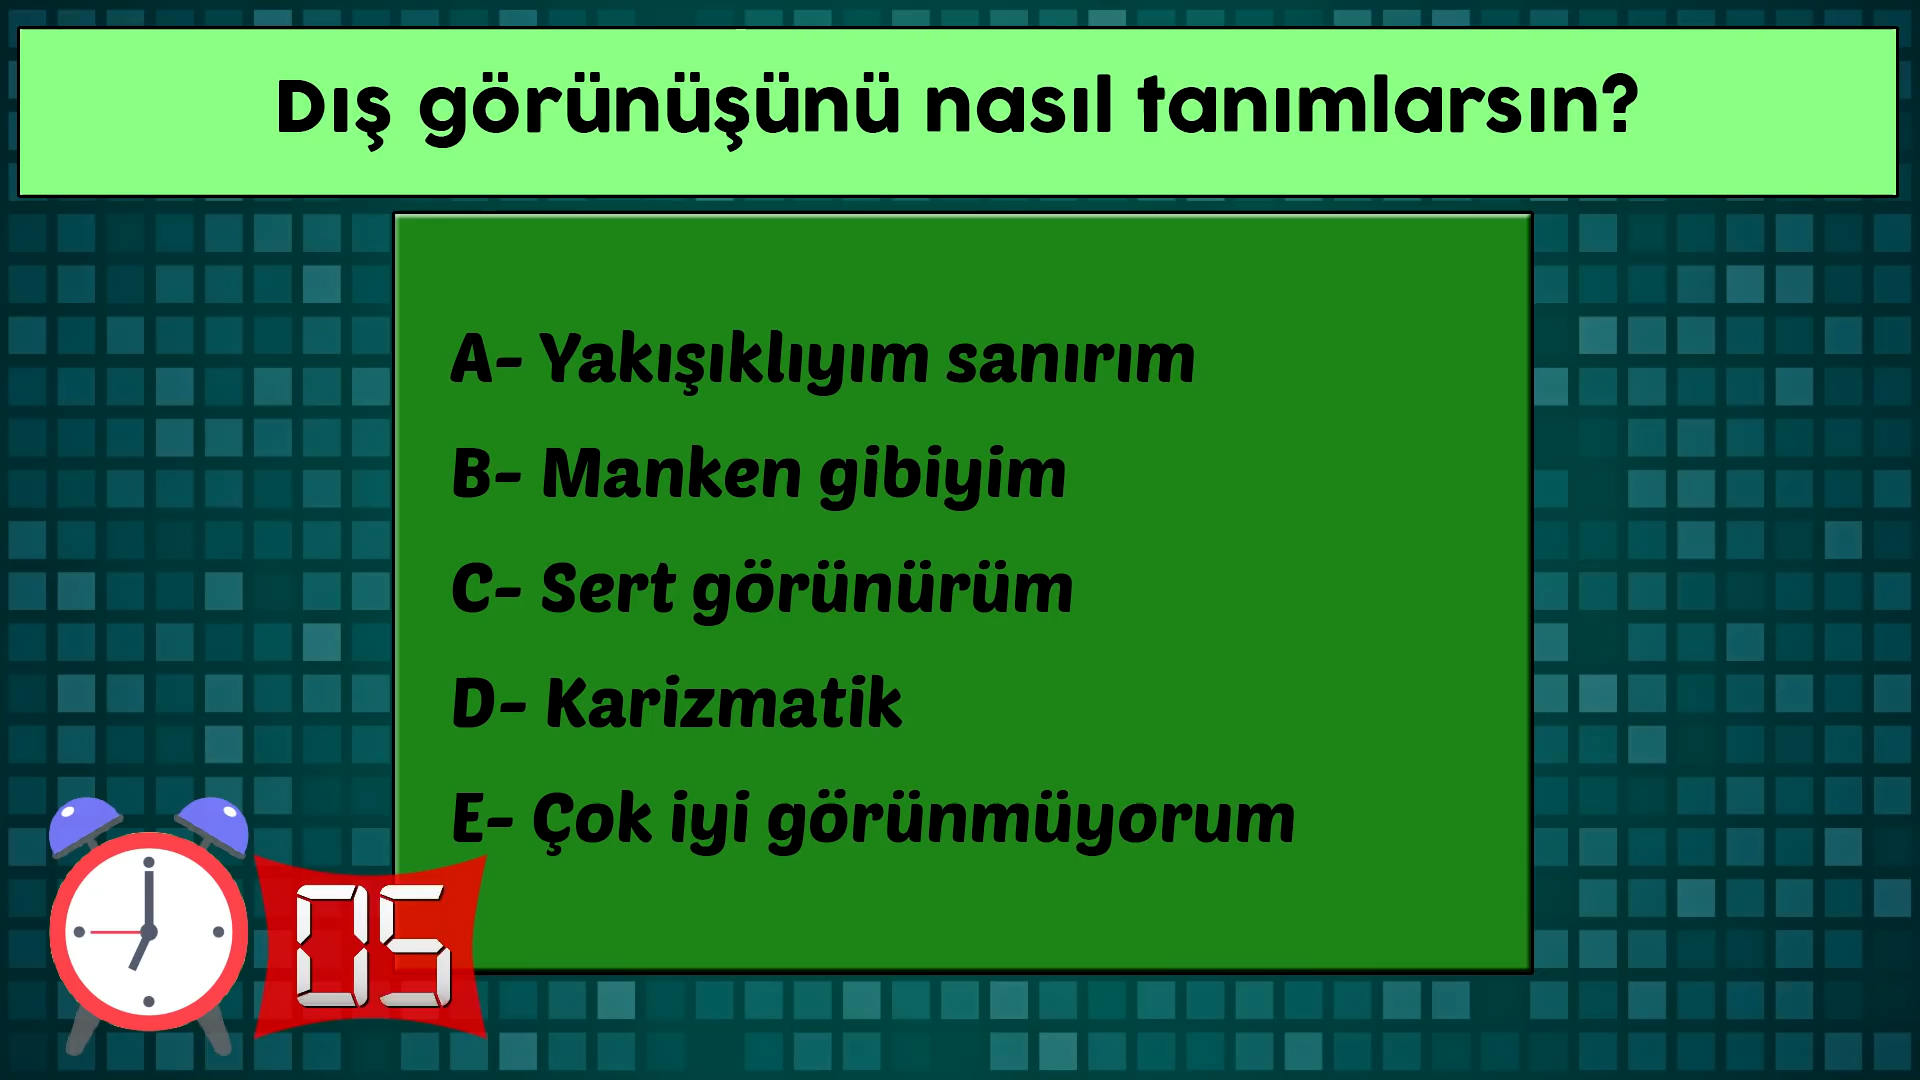 Dış görünüşünü nasıl tanımlarsın?
A- Yakışıklıyım sanırım
B- Manken gibiyim
C- Sert görünürüm
D- Karizmatik
E- Çok iyi görünmüyorum
05